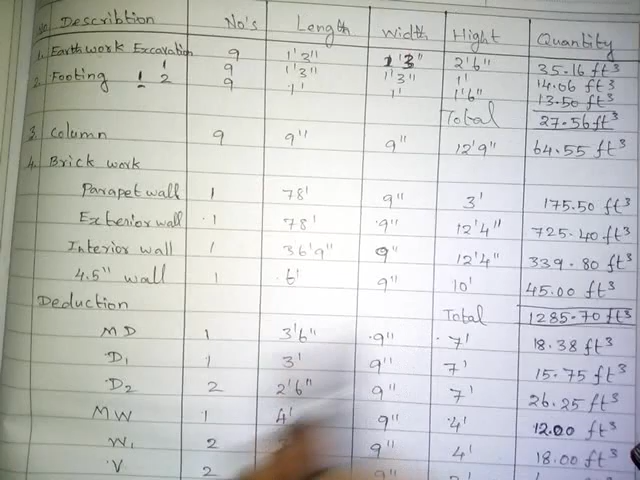 No Describtion No's Length Width Hight Quantity
1. Earthwork Excavation 9 1'3" 1'3" 2'6" 35.16 ft³
2. Footing 1 9 1'3" 1'3" 1' 14.06 ft³
2 9 1' 1' 1'6" 13.50 ft³
Total 27.56 ft³
3. Column 9 9" 9" 12'9" 64.55 ft³
4. Brick work
Parapet wall 1 78' 9" 3' 175.50 ft³
Exterior wall 1 78' 9" 12'4" 725.40 ft³
Interior wall 1 36'9" 9" 12'4" 339.80 ft³
4.5" wall 1 6' 9" 10' 45.00 ft³
Deduction Total 1285.70 ft³
MD 1 3'6" 9" 7' 18.38 ft³
D1 1 3' 9" 7' 15.75 ft³
D2 2 2'6" 9" 7' 26.25 ft³
MW 1 4' 9" 4' 12.00 ft³
W1 2 9" 4' 18.00 ft³
V 2 9"